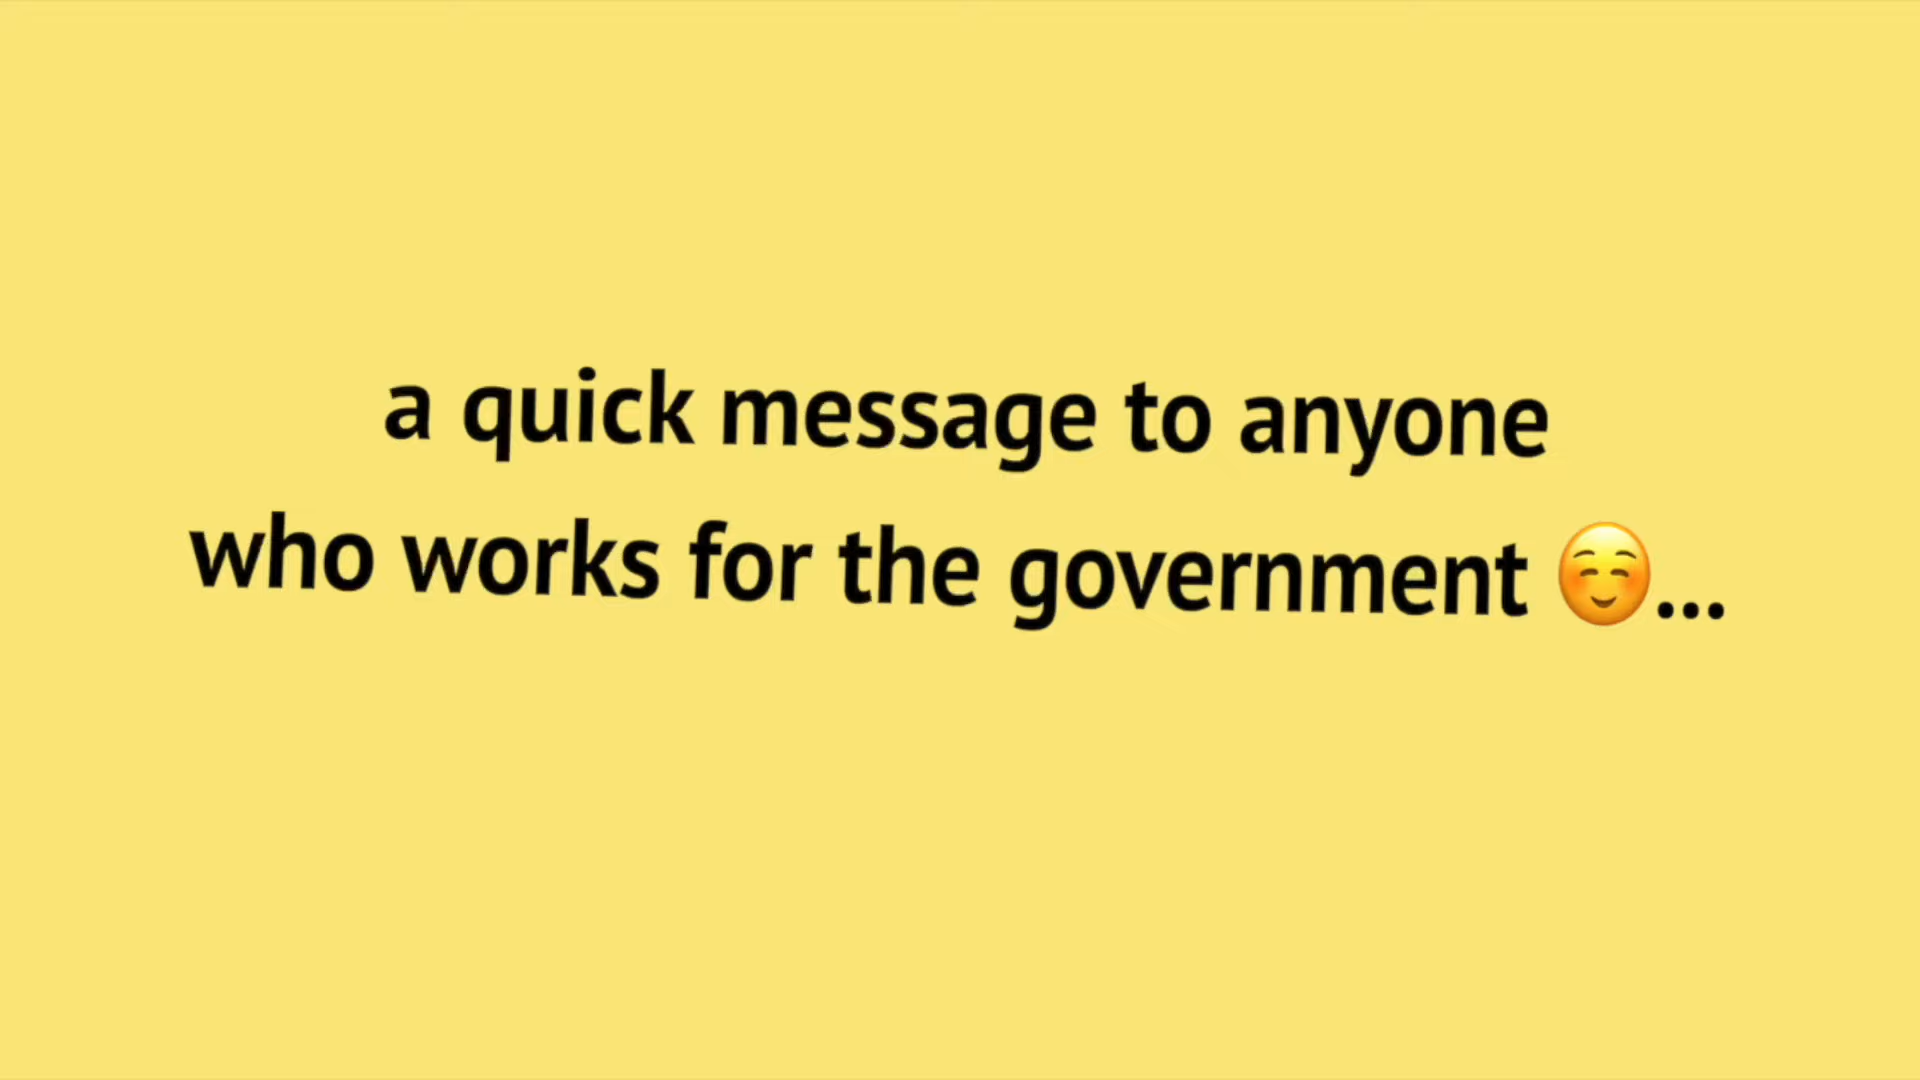 a quick message to anyone
who works for the government ☺️...